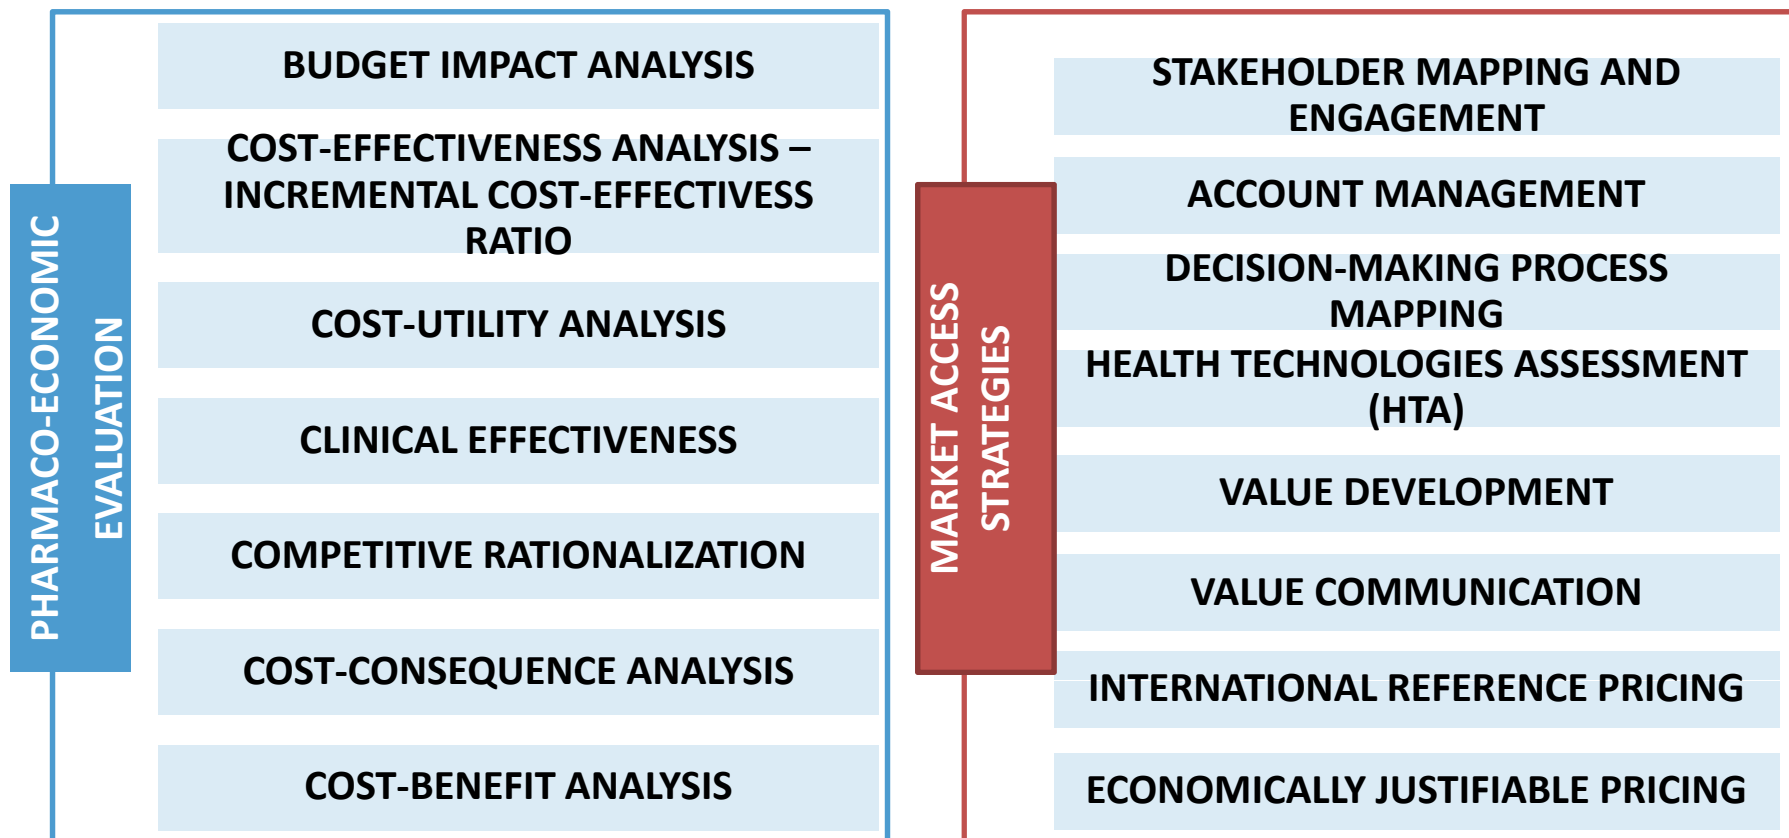 PHARMACO-ECONOMIC
EVALUATION
BUDGET IMPACT ANALYSIS
COST-EFFECTIVENESS ANALYSIS –
INCREMENTAL COST-EFFECTIVESS
RATIO
COST-UTILITY ANALYSIS
CLINICAL EFFECTIVENESS
COMPETITIVE RATIONALIZATION
COST-CONSEQUENCE ANALYSIS
COST-BENEFIT ANALYSIS
MARKET ACCESS
STRATEGIES
STAKEHOLDER MAPPING AND
ENGAGEMENT
ACCOUNT MANAGEMENT
DECISION-MAKING PROCESS
MAPPING
HEALTH TECHNOLOGIES ASSESSMENT
(HTA)
VALUE DEVELOPMENT
VALUE COMMUNICATION
INTERNATIONAL REFERENCE PRICING
ECONOMICALLY JUSTIFIABLE PRICING